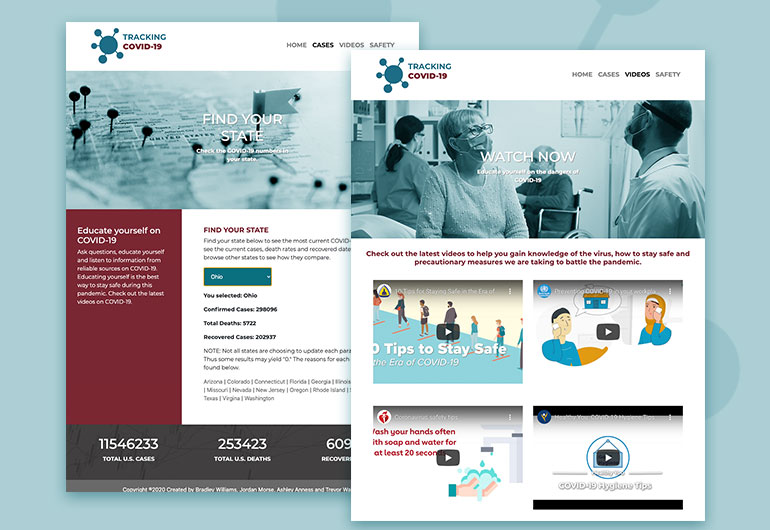 TRACKING
COVID-19
HOME CASES VIDEOS SAFETY
FIND YOUR
STATE
Check the COVID-19 numbers in
your state.
Educate yourself on
COVID-19
Ask questions, educate yourself
and listen to information from
reliable sources on COVID-19.
Educating yourself is the best
way to stay safe during this
pandemic. Check out the latest
videos on COVID-19.
FIND YOUR STATE
Find your state below to see the most current COVID-
see the current cases, death rates and recovered date
browse other states to see how they compare.
Ohio
You selected: Ohio
Confirmed Cases: 298096
Total Deaths: 5722
Recovered Cases: 202937
NOTE: Not all states are choosing to update each para
Thus some results may yield "0." The reasons for each
found below.
Arizona | Colorado | Connecticut | Florida | Georgia | Illinois
| Missouri | Nevada | New Jersey | Oregon | Rhode Island |
Texas | Virgina | Washington
11546233
TOTAL U.S. CASES
253423
TOTAL U.S. DEATHS
609
RECOVER
Copyright ©2020 Created by Bradley Williams, Jordan Morse, Ashley Anness and Trevor Wa
TRACKING
COVID-19
HOME CASES VIDEOS SAFETY
WATCH NOW
Educate yourself on the dangers of
COVID-19
Check out the latest videos to help you gain knowledge of the virus, how to stay safe and
precautionary measures we are taking to battle the pandemic.
10 Tips for Staying Safe in the Era of
0 Tips to Stay Safe
the Era of COVID-19
Preventing COVID-19 in your
Coronavirus safety tips
Wash your hands often
with soap and water for
at least 20 seconds
Healthy You: COVID-19 Hygiene Tips
COVID-19 Hygiene Tips